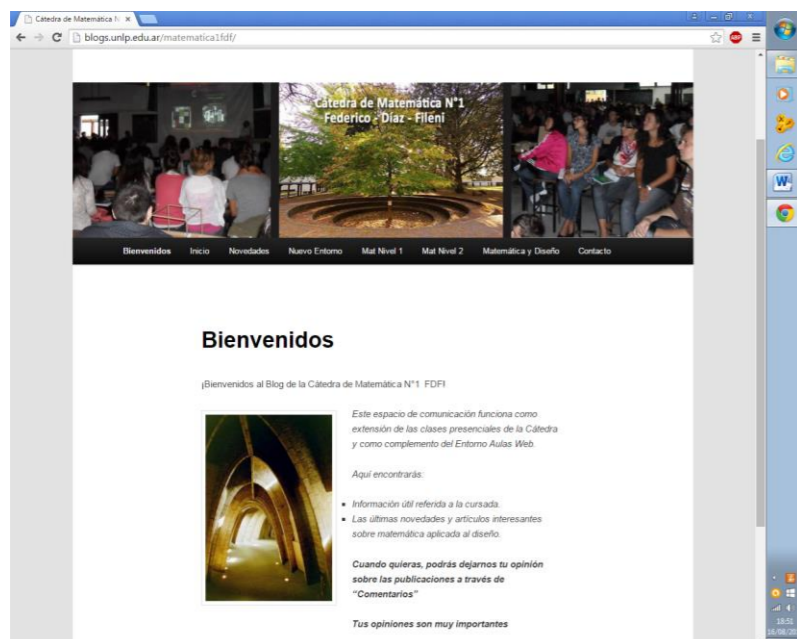 Cátedra de Matemática N
blogs.unlp.edu.ar/matematica1fdf/
ABP
Cátedra de Matemática N°1
Federico - Díaz - Fileni
Bienvenidos Inicio Novedades Nuevo Entorno Mat Nivel 1 Mat Nivel 2 Matemática y Diseño Contacto
Bienvenidos
¡Bienvenidos al Blog de la Cátedra de Matemática N°1 FDF!
Este espacio de comunicación funciona como
extensión de las clases presenciales de la Cátedra
y como complemento del Entorno Aulas Web.
Aquí encontrarás:
Información útil referida a la cursada.
Las últimas novedades y artículos interesantes
sobre matemática aplicada al diseño.
Cuando quieras, podrás dejarnos tu opinión
sobre las publicaciones a través de
"Comentarios"
Tus opiniones son muy importantes
18:51